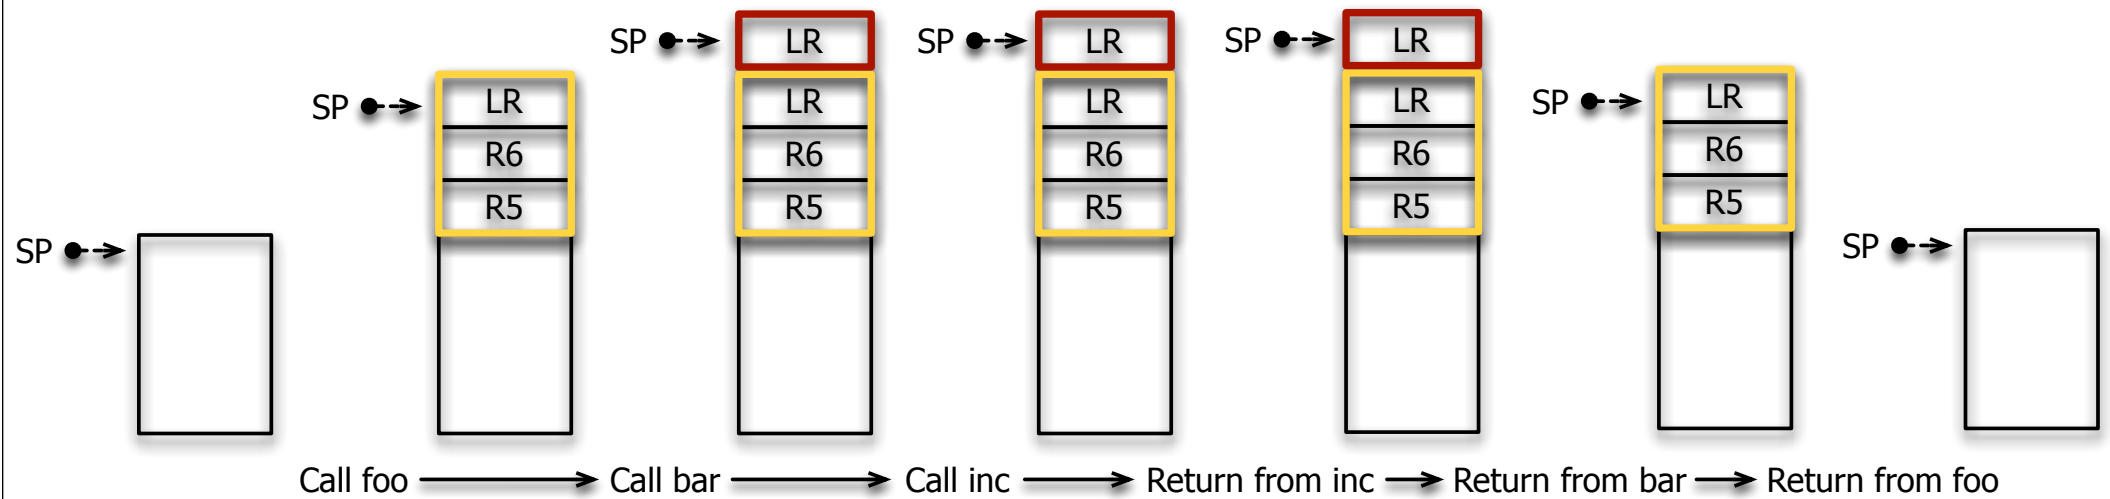 SP
SP
LR
R6
R5
SP
LR
LR
R6
R5
SP
LR
LR
R6
R5
SP
LR
LR
R6
R5
SP
LR
R6
R5
SP
Call foo
Call bar
Call inc
Return from inc
Return from bar
Return from foo